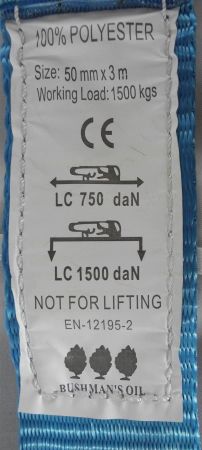 100% POLYESTER
Size: 50 mm x 3 m
Working Load: 1500 kgs
CE
LC 750 daN
LC 1500 daN
NOT FOR LIFTING
EN-12195-2
BUSHMAN'S OIL